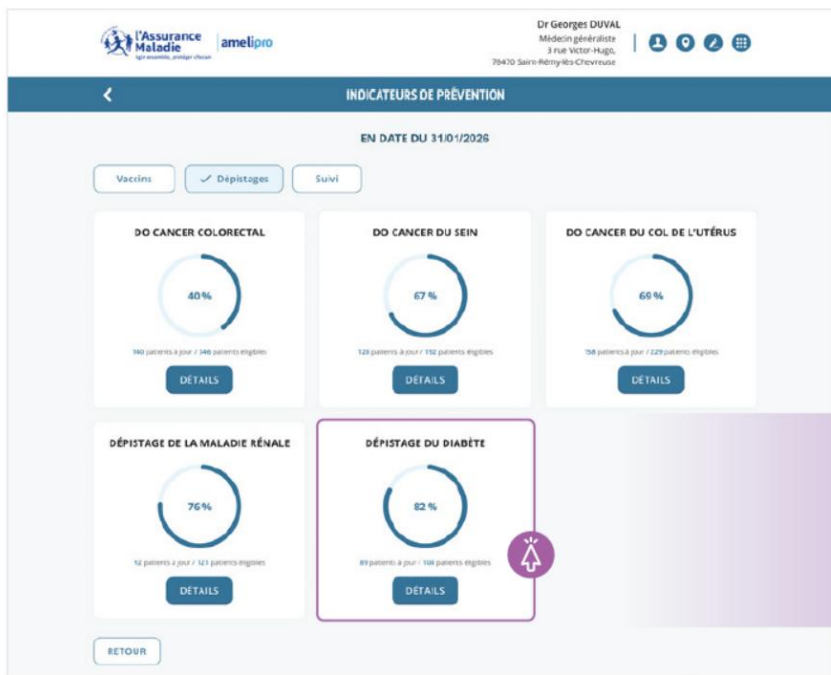 l'Assurance
Maladie
agir ensemble, protéger chacun
amelipro
Dr Georges DUVAL
Médecin généraliste
3 rue Victor-Hugo,
78470 Saint-Rémy-lès-Chevreuse
INDICATEURS DE PRÉVENTION
EN DATE DU 31/01/2026
Vaccins
Dépistages
Suivi
DO CANCER COLORECTAL
DO CANCER DU SEIN
DO CANCER DU COL DE L'UTÉRUS
40 %
67 %
69 %
140 patients à jour / 346 patients éligibles
128 patients à jour / 192 patients éligibles
158 patients à jour / 229 patients éligibles
DÉTAILS
DÉTAILS
DÉTAILS
DÉPISTAGE DE LA MALADIE RÉNALE
DÉPISTAGE DU DIABÈTE
76 %
82 %
92 patients à jour / 121 patients éligibles
89 patients à jour / 108 patients éligibles
DÉTAILS
DÉTAILS
RETOUR